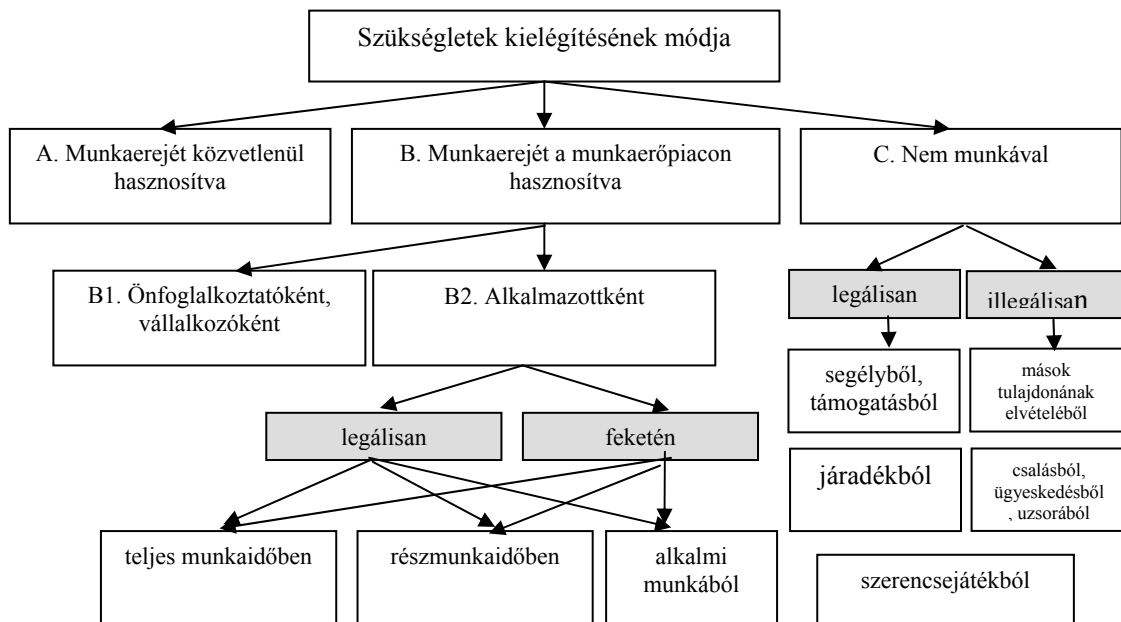 Szükségletek kielégítésének módja
A. Munkaerejét közvetlenül
hasznosítva
B. Munkaerejét a munkaerőpiacon
hasznosítva
C. Nem munkával
B1. Önfoglalkoztatóként,
vállalkozóként
B2. Alkalmazottként
legálisan
illegálisan
segélyből,
támogatásból
mások
tulajdonának
elvételéből
legálisan
feketén
járadékból
csalásból,
ügyeskedésből
, uzsorából
teljes munkaidőben
részmunkaidőben
alkalmi
munkából
szerencsejátékból